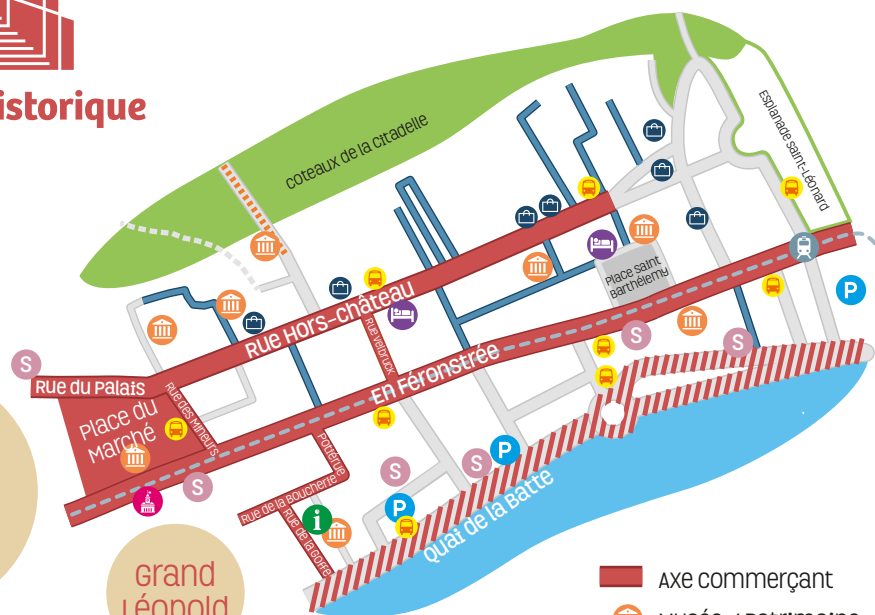 istorique
coteaux de la citadelle
Esplanade saint-Léonard
Place saint
Barthélemy
Rue Hors-château
Rue velbruck
En Féronstrée
Rue du Palais
Place du
Marché
Rue des Mineurs
Potiérue
Rue de la Boucherie
Rue de la Goffe
Quai de la Batte
S
S
S
S
S
S
P
P
P
i
Grand
Léopold
Axe commerçant
Musée / Patrimoine